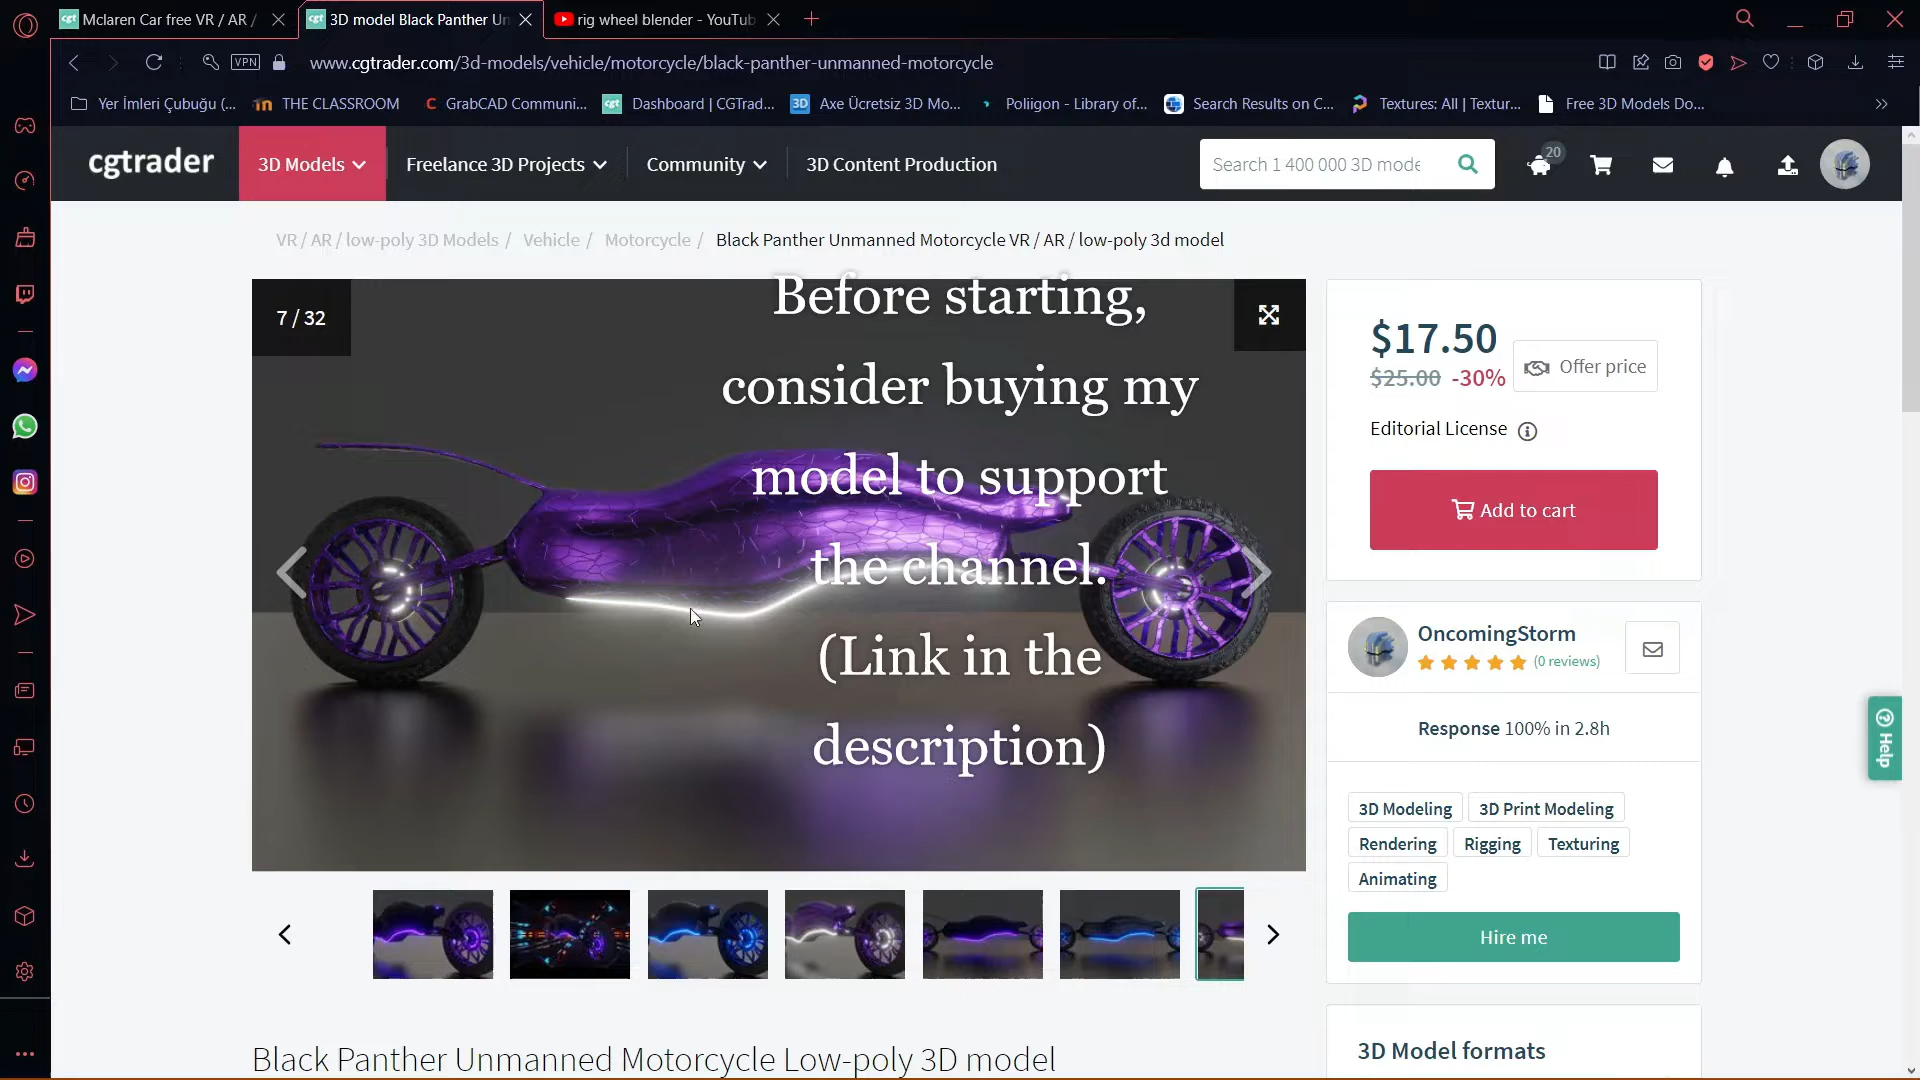 Mclaren Car free VR / AR /
3D model Black Panther Un
rig wheel blender - YouTub
VPN
www.cgtrader.com/3d-models/vehicle/motorcycle/black-panther-unmanned-motorcycle
Yer İmleri Çubuğu (...
THE CLASSROOM
GrabCAD Communi...
Dashboard | CGTrad...
Axe Ücretsiz 3D Mo...
Poliigon - Library of...
Search Results on C...
Textures: All | Textur...
Free 3D Models Do...
cgtrader
3D Models
Freelance 3D Projects
Community
3D Content Production
Search 1 400 000 3D mode
20
VR / AR / low-poly 3D Models / Vehicle / Motorcycle / Black Panther Unmanned Motorcycle VR / AR / low-poly 3d model
7 / 32
Before starting,
consider buying my
model to support
the channel.
(Link in the
description)
$17.50
$25.00 -30%
Offer price
Editorial License
Add to cart
OncomingStorm
(0 reviews)
Response 100% in 2.8h
3D Modeling
3D Print Modeling
Rendering
Rigging
Texturing
Animating
Hire me
Help
Black Panther Unmanned Motorcycle Low-poly 3D model
3D Model formats